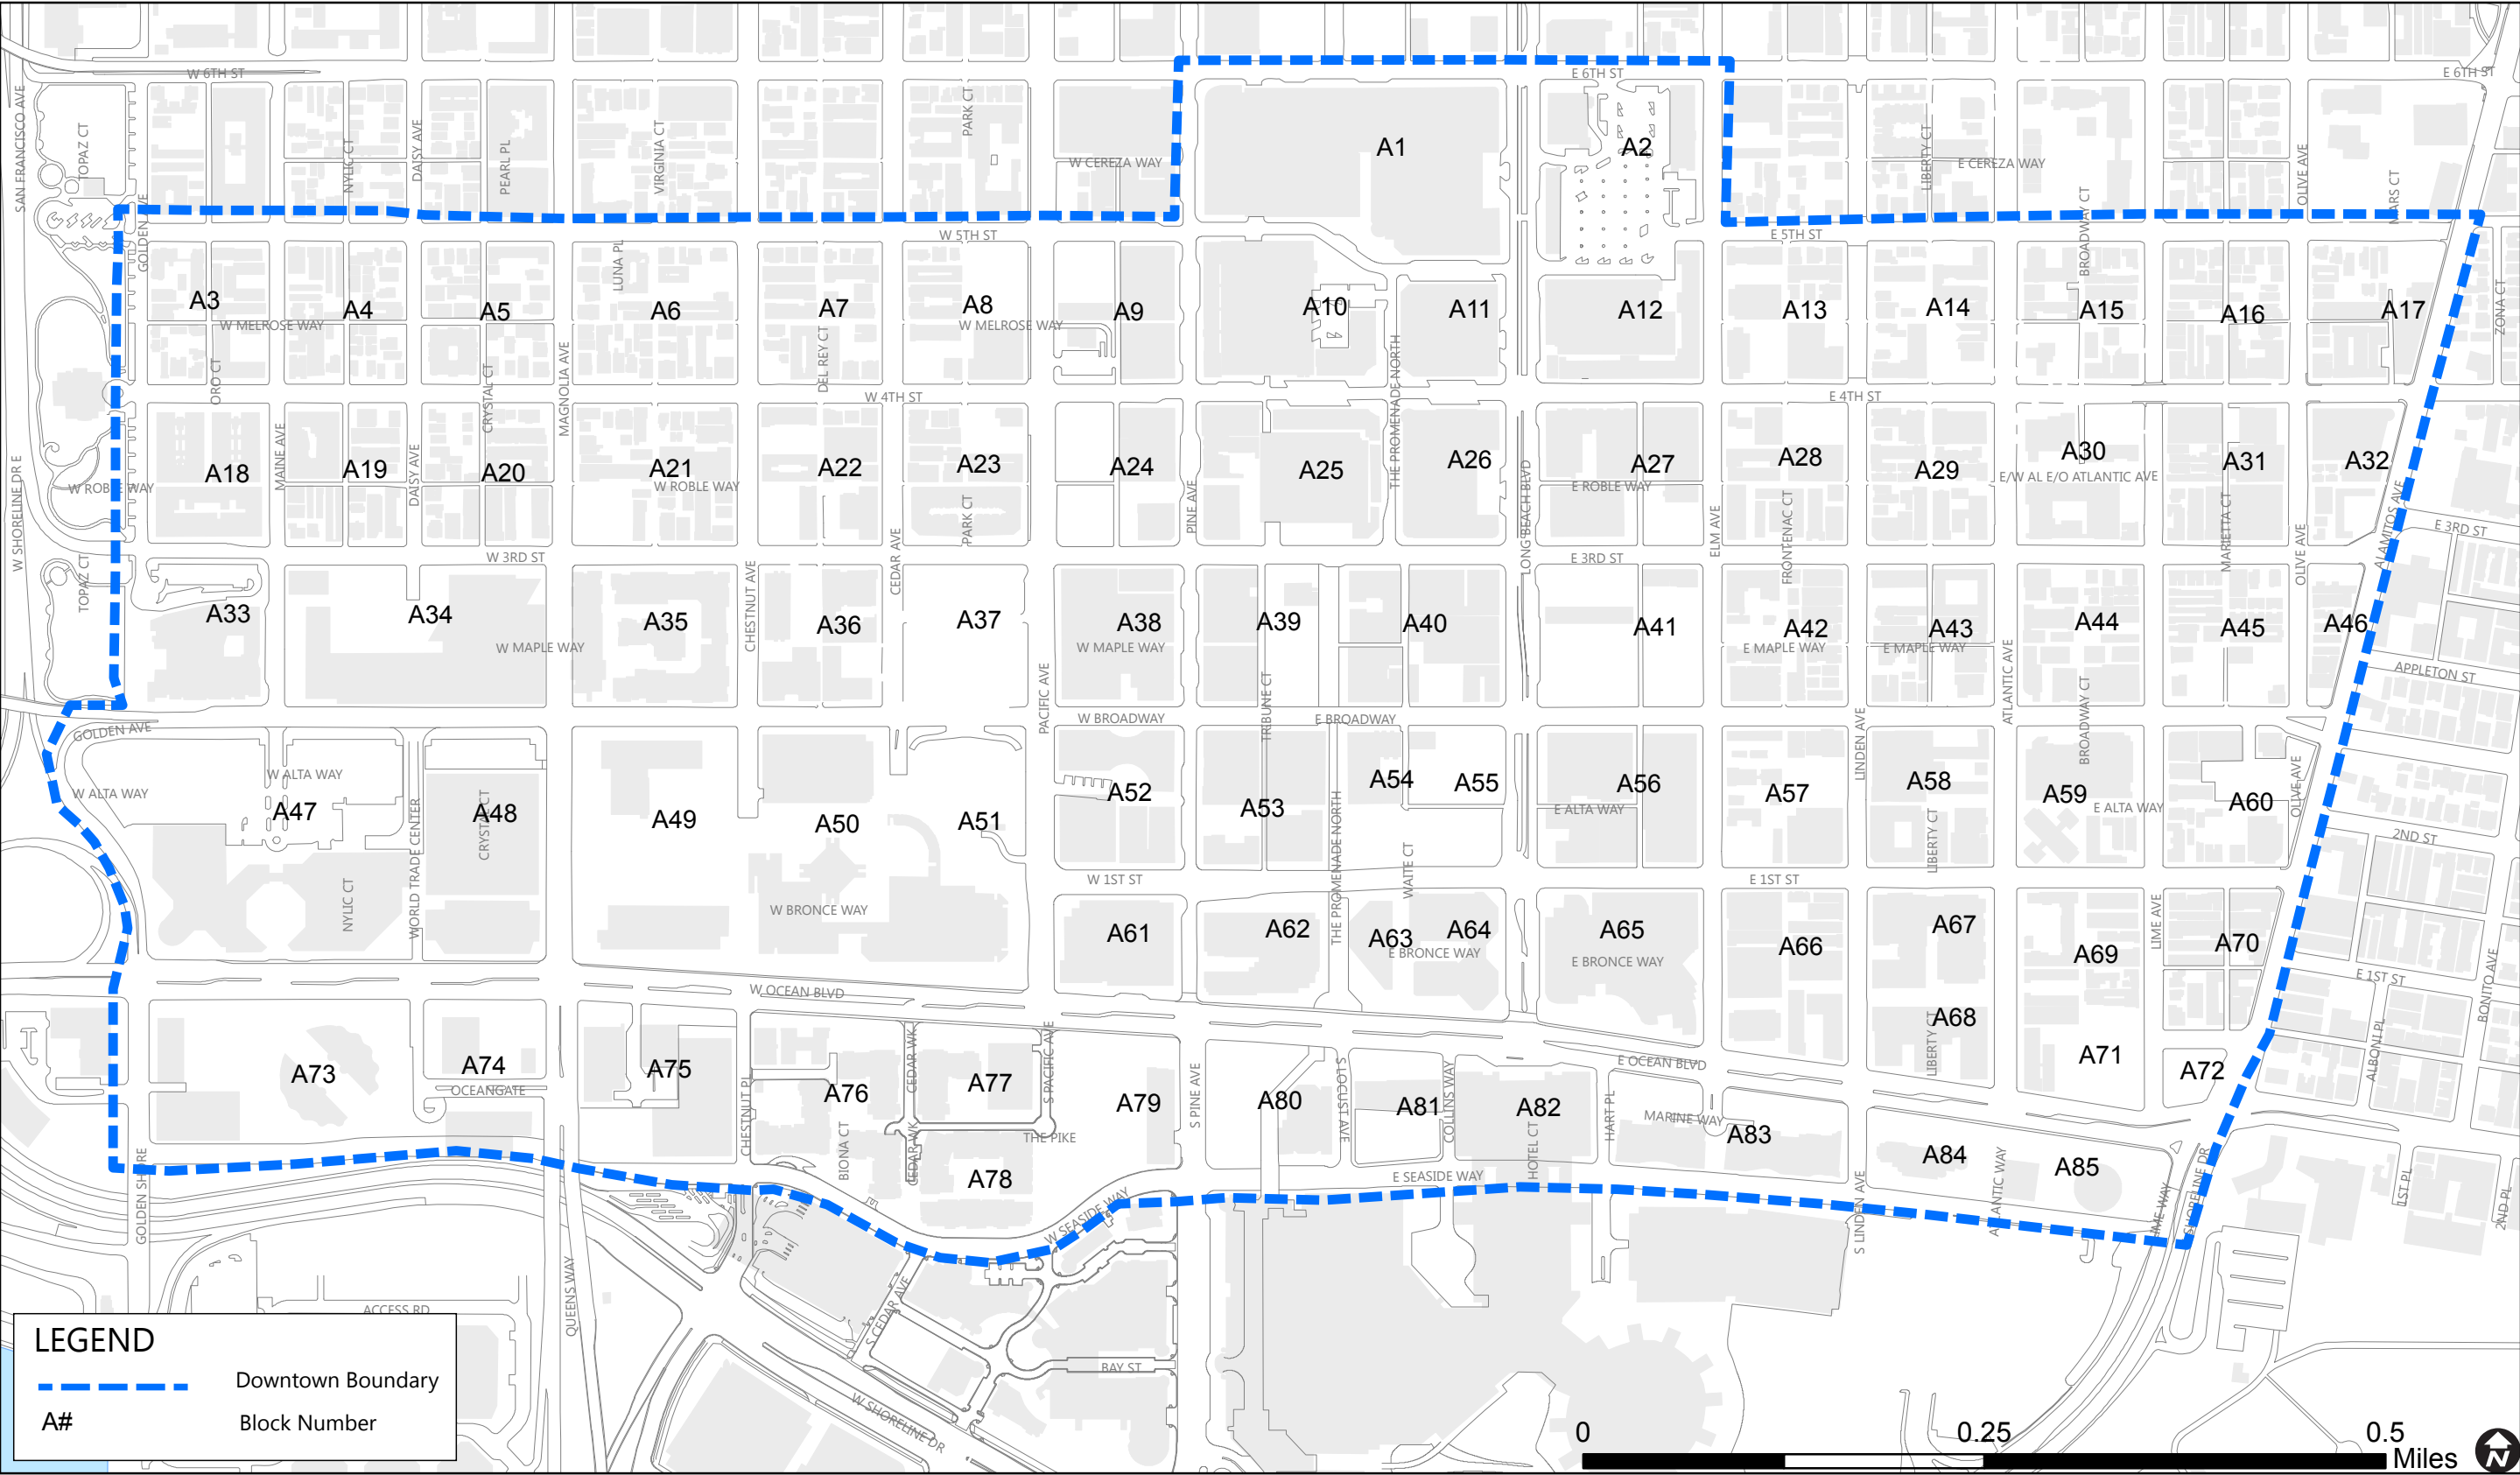 W 6TH ST
E 6TH ST
E 6TH ST
SAN FRANCISCO AVE
TOPAZ CT
NYLIC CT
DAISY AVE
PEARL PL
VIRGINIA CT
PARK CT
W CEREZA WAY
A1
A2
LIBERTY CT
E CEREZA WAY
OLIVE AVE
MARS CT
GOLDEN AVE
W 5TH ST
E 5TH ST
BROADWAY CT
LUNA PL
ZONA CT
A3
A4
A5
A6
A7
A8
A9
A10
A11
A12
A13
A14
A15
A16
A17
W MELROSE WAY
W MELROSE WAY
ORO CT
CRYSTAL CT
MAGNOLIA AVE
DEL REY CT
THE PROMENADE NORTH
W 4TH ST
E 4TH ST
W SHORELINE DR E
W ROBLE WAY
MAINE AVE
DAISY AVE
A18
A19
A20
A21
A22
A23
A24
A25
A26
A27
A28
A29
A30
A31
A32
W ROBLE WAY
PINE AVE
LONG BEACH BLVD
E ROBLE WAY
E/W AL E/O ATLANTIC AVE
PARK CT
CEDAR AVE
ELM AVE
FRONTENAC CT
MARIETTA CT
OLIVE AVE
ALAMITOS AVE
E 3RD ST
W 3RD ST
E 3RD ST
TOPAZ CT
CHESTNUT AVE
A33
A34
A35
A36
A37
A38
A39
A40
A41
A42
A43
A44
A45
A46
W MAPLE WAY
W MAPLE WAY
E MAPLE WAY
E MAPLE WAY
APPLETON ST
PACIFIC AVE
TRIBUNE CT
ATLANTIC AVE
BROADWAY CT
GOLDEN AVE
W BROADWAY
E BROADWAY
LINDEN AVE
W ALTA WAY
W ALTA WAY
WORLD TRADE CENTER
CRYSTAL CT
A47
A48
A49
A50
A51
A52
A53
A54
A55
A56
A57
A58
A59
A60
E ALTA WAY
E ALTA WAY
OLIVE AVE
2ND ST
THE PROMENADE NORTH
WAITE CT
LIBERTY CT
W 1ST ST
E 1ST ST
NYLIC CT
W BRONCE WAY
A61
A62
A63
A64
A65
A66
A67
A68
A69
A70
A71
A72
E BRONCE WAY
E BRONCE WAY
LIME AVE
E 1ST ST
BONITO AVE
W OCEAN BLVD
E OCEAN BLVD
LIBERTY CT
ALBONI PL
A73
A74
A75
A76
A77
A78
A79
A80
A81
A82
A83
A84
A85
OCEANGATE
CHESTNUT PL
CEDAR WK
CEDAR WK
S PACIFIC AVE
THE PIKE
BIONA CT
S PINE AVE
S LOCUST AVE
COLLINS WAY
HOTEL CT
HART PL
MARINE WAY
E SEASIDE WAY
W SEASIDE WAY
S LINDEN AVE
ATLANTIC WAY
LIME WAY
SHORELINE DR
1ST PL
2ND PL
GOLDEN SHORE
QUEENS WAY
ACCESS RD
S CEDAR AVE
BAY ST
W SHORELINE DR
LEGEND
Downtown Boundary
A#
Block Number
0
0.25
0.5
Miles
N